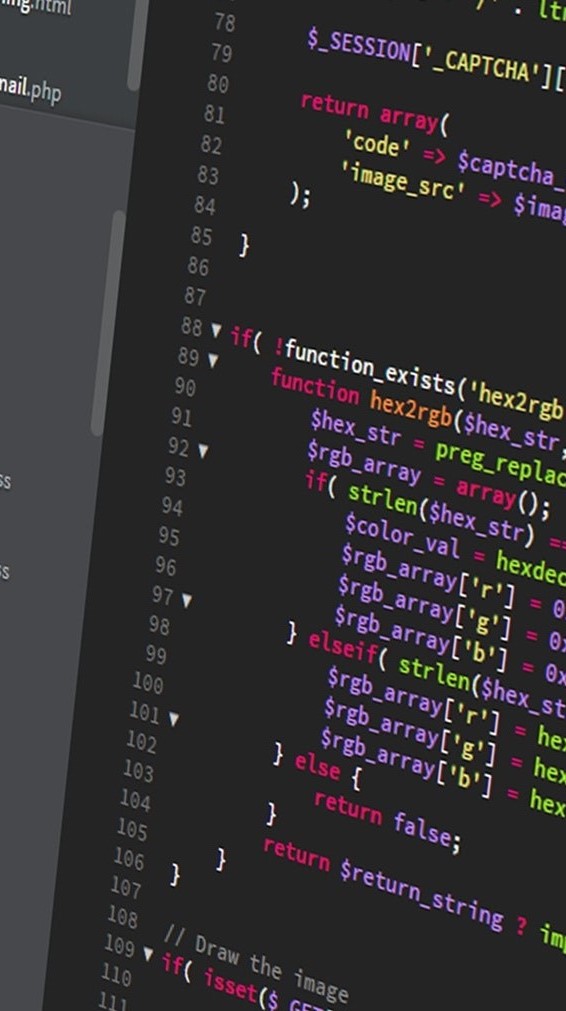 ng.html
nail.php
ss
ss
/' . lt
78 $_SESSION['_CAPTCHA'][
79
80 return array(
81 'code' => $captcha_
82 'image_src' => $imag
83 );
84
85 }
86
87
88 if( !function_exists('hex2rgb
89 function hex2rgb($hex_str,
90 $hex_str = preg_replac
91 $rgb_array = array();
92 if( strlen($hex_str) ==
93 $color_val = hexdec
94 $rgb_array['r'] = 0
95 $rgb_array['g'] = 0x
96 $rgb_array['b'] = 0x
97 } elseif( strlen($hex_st
98 $rgb_array['r'] = hex
99 $rgb_array['g'] = hex
100 $rgb_array['b'] = hex
101 } else {
102 return false;
103 }
104 return $return_string ? imp
105 }
106 }
107
108 // Draw the image
109 if( isset($_GET
110
111